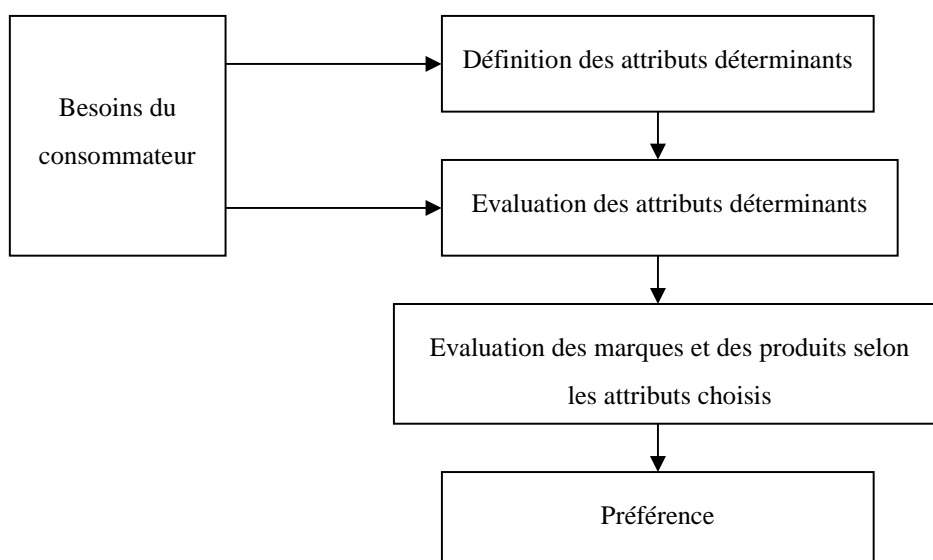 Besoins du
consommateur
Définition des attributs déterminants
Evaluation des attributs déterminants
Evaluation des marques et des produits selon
les attributs choisis
Préférence